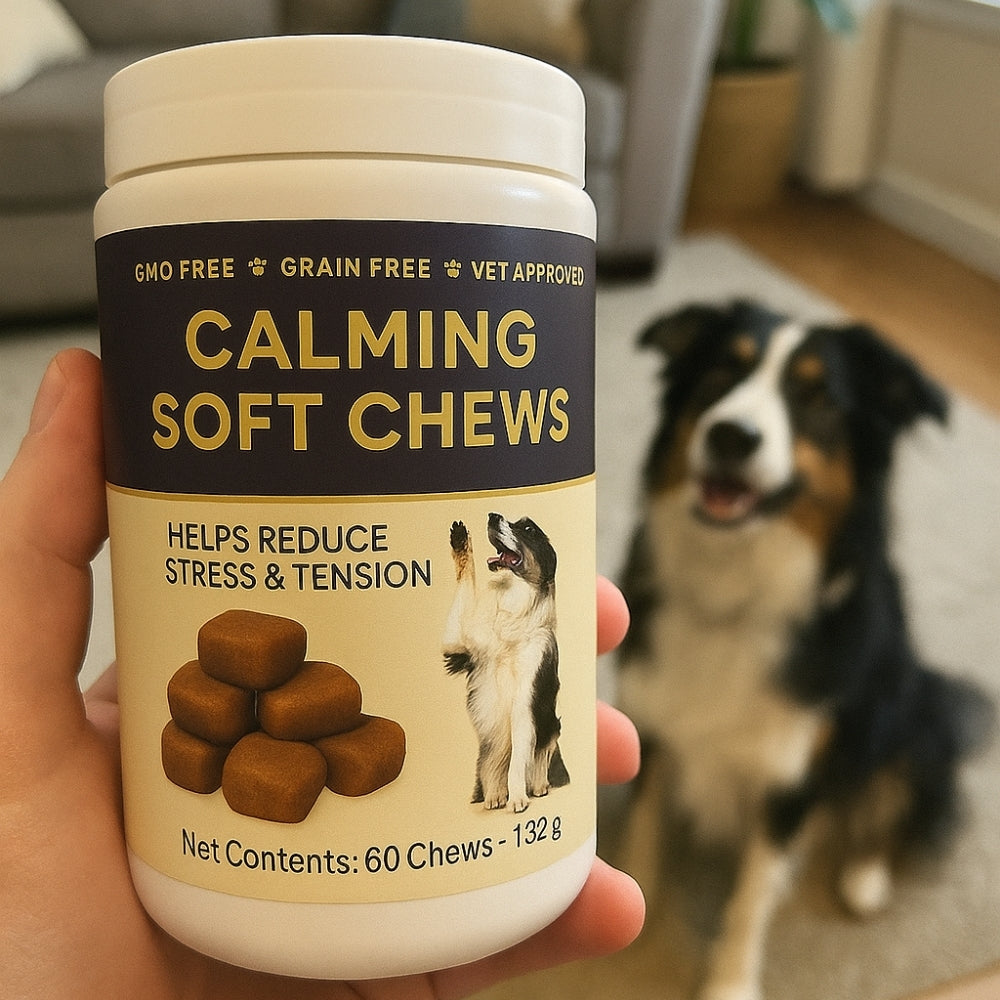 GMO FREE GRAIN FREE VET APPROVED
CALMING
SOFT CHEWS
HELPS REDUCE
STRESS & TENSION
Net Contents: 60 Chews - 132 g